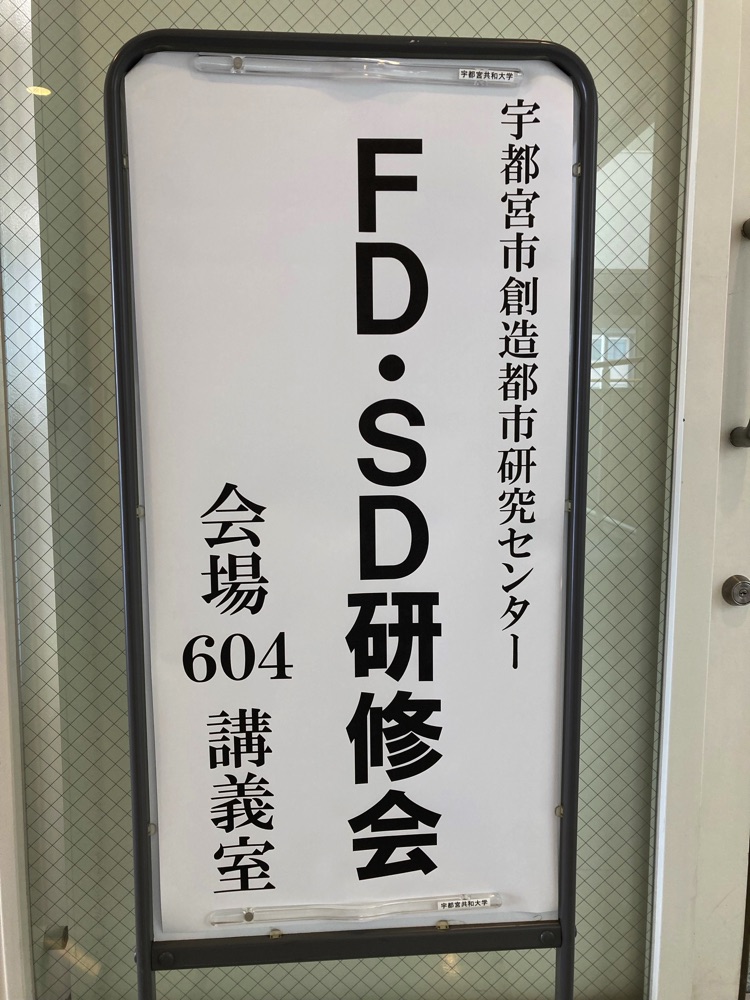 宇都宮共和大学
宇都宮市創造都市研究センター
FD・SD研修会
会場 604 講義室
宇都宮共和大学